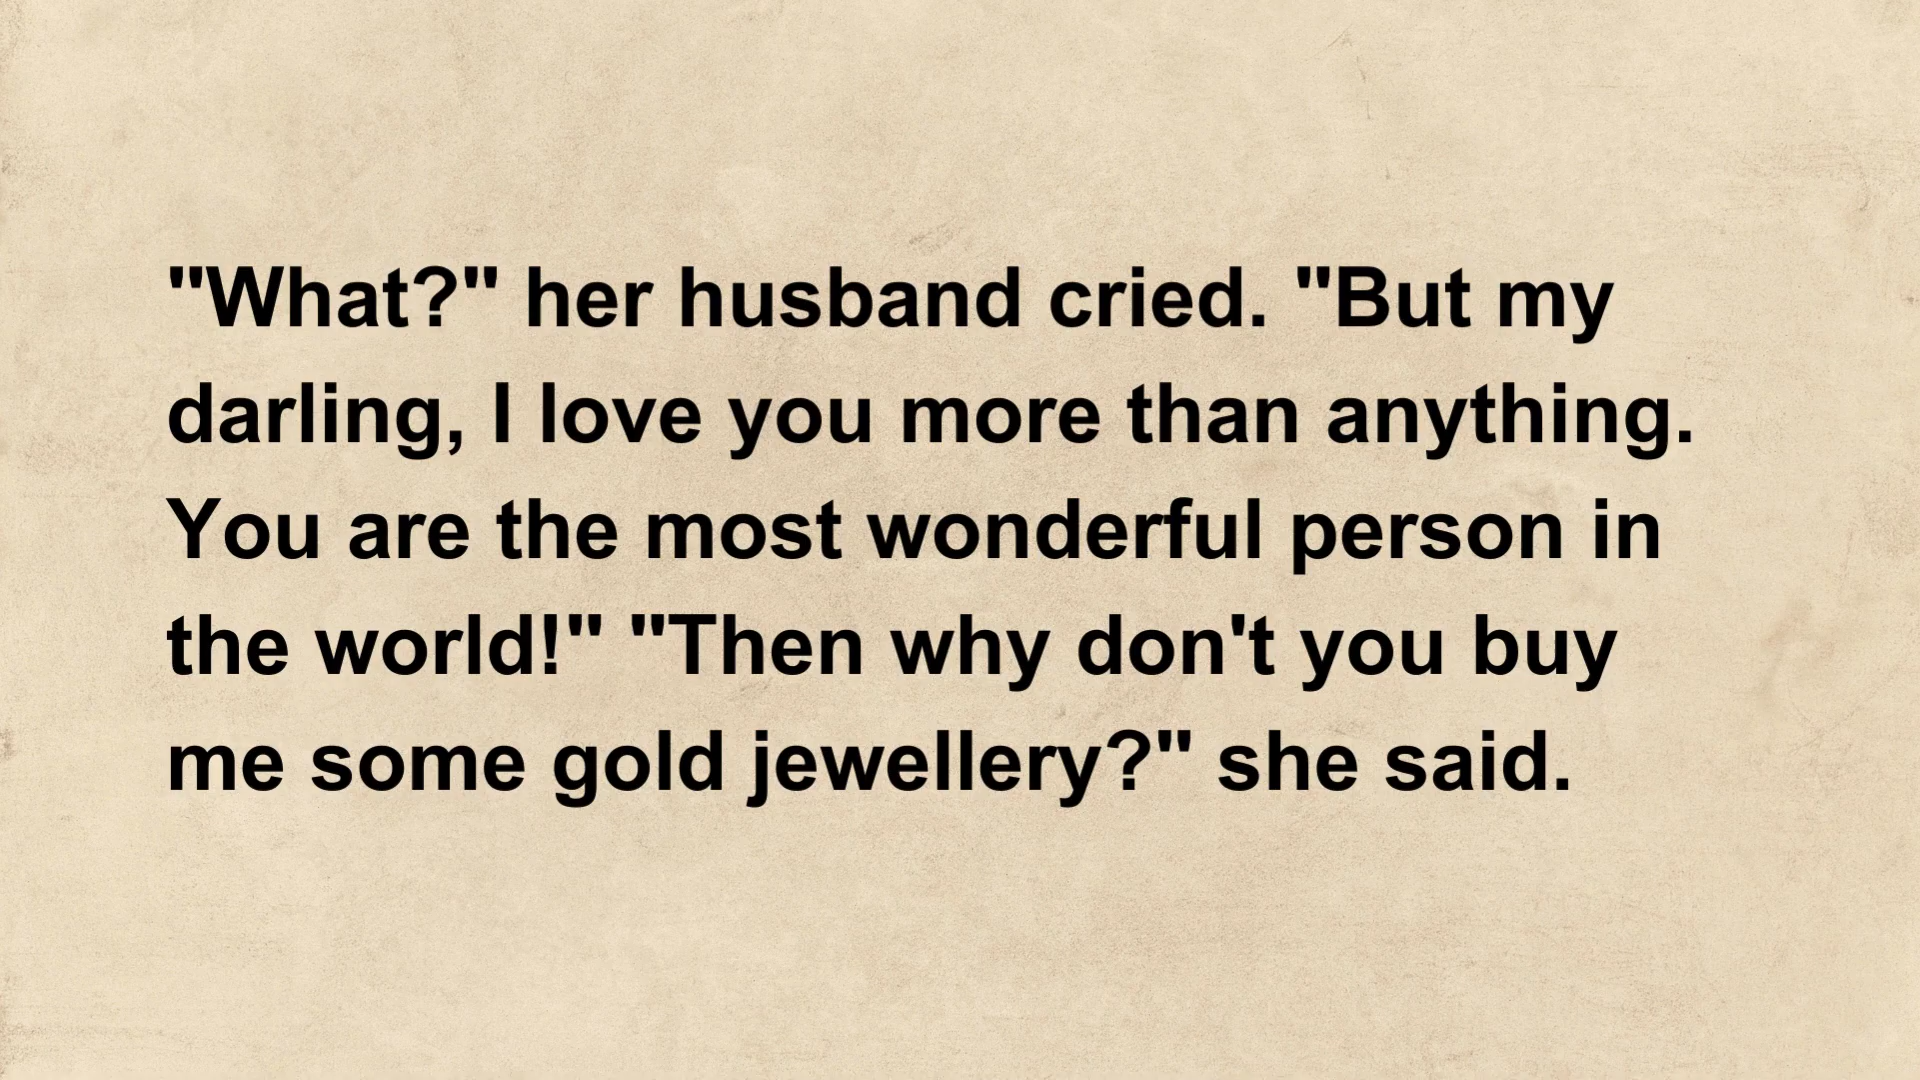 "What?" her husband cried. "But my
darling, I love you more than anything.
You are the most wonderful person in
the world!" "Then why don't you buy
me some gold jewellery?" she said.